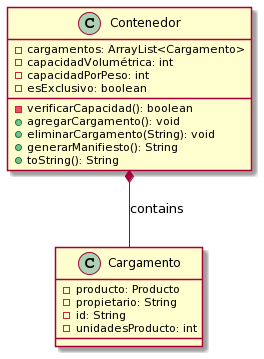 C Contenedor
cargamentos: ArrayList<Cargamento>
capacidadVolumétrica: int
capacidadPorPeso: int
esExclusivo: boolean
verificarCapacidad(): boolean
agregarCargamento(): void
eliminarCargamento(String): void
generarManifiesto(): String
toString(): String
contains
C Cargamento
producto: Producto
propietario: String
id: String
unidadesProducto: int